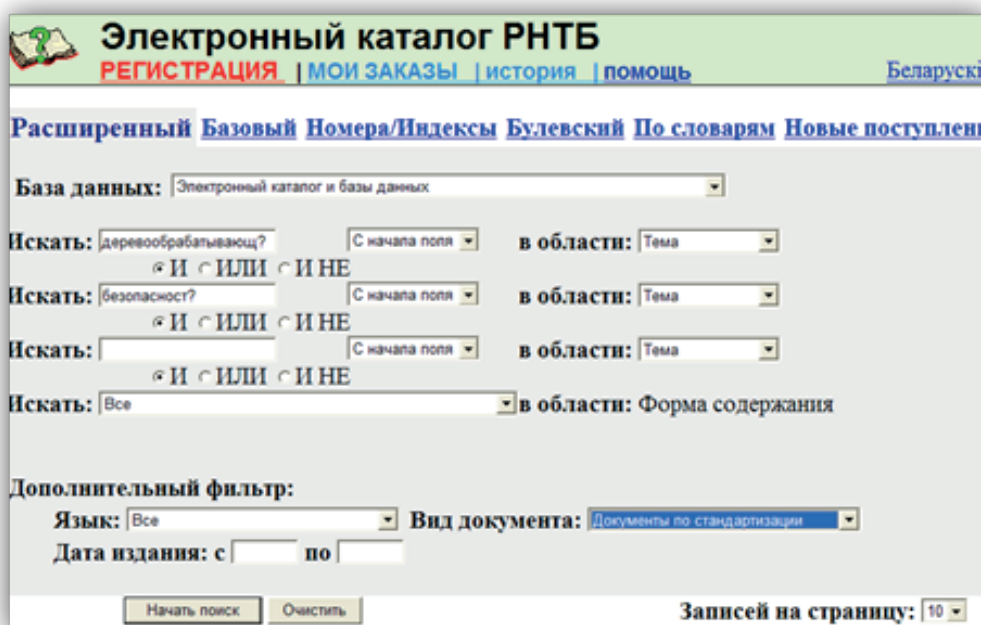 Электронный каталог РНТБ
РЕГИСТРАЦИЯ | МОИ ЗАКАЗЫ | история | помощь Беларускі
Расширенный Базовый Номера/Индексы Булевский По словарям Новые поступлени
База данных: Электронный каталог и базы данных
Искать: деревообрабатывающ? С начала поля в области: Тема
И ИЛИ И НЕ
Искать: безопасност? С начала поля в области: Тема
И ИЛИ И НЕ
Искать: С начала поля в области: Тема
И ИЛИ И НЕ
Искать: Все в области: Форма содержания
Дополнительный фильтр:
Язык: Все Вид документа: Документы по стандартизации
Дата издания: с по
Начать поиск Очистить Записей на страницу: 10